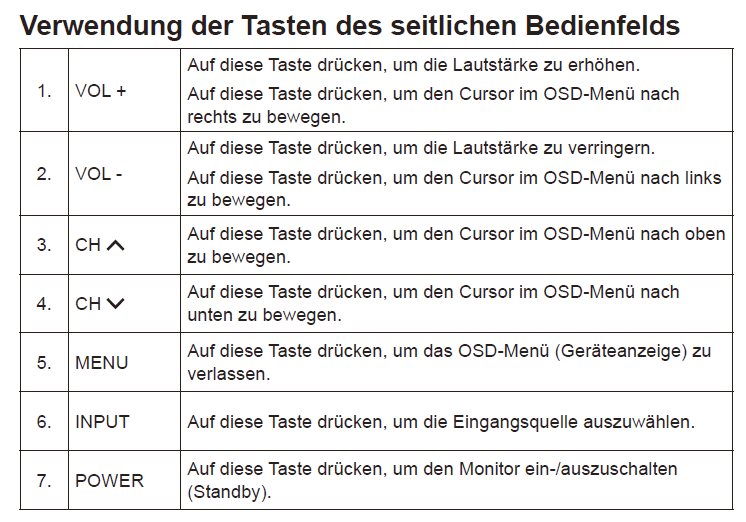 Verwendung der Tasten des seitlichen Bedienfelds
1. VOL + Auf diese Taste drücken, um die Lautstärke zu erhöhen.
Auf diese Taste drücken, um den Cursor im OSD-Menü nach
rechts zu bewegen.
2. VOL - Auf diese Taste drücken, um die Lautstärke zu verringern.
Auf diese Taste drücken, um den Cursor im OSD-Menü nach links
zu bewegen.
3. CH Auf diese Taste drücken, um den Cursor im OSD-Menü nach oben
zu bewegen.
4. CH Auf diese Taste drücken, um den Cursor im OSD-Menü nach
unten zu bewegen.
5. MENU Auf diese Taste drücken, um das OSD-Menü (Geräteanzeige) zu
verlassen.
6. INPUT Auf diese Taste drücken, um die Eingangsquelle auszuwählen.
7. POWER Auf diese Taste drücken, um den Monitor ein-/auszuschalten
(Standby).